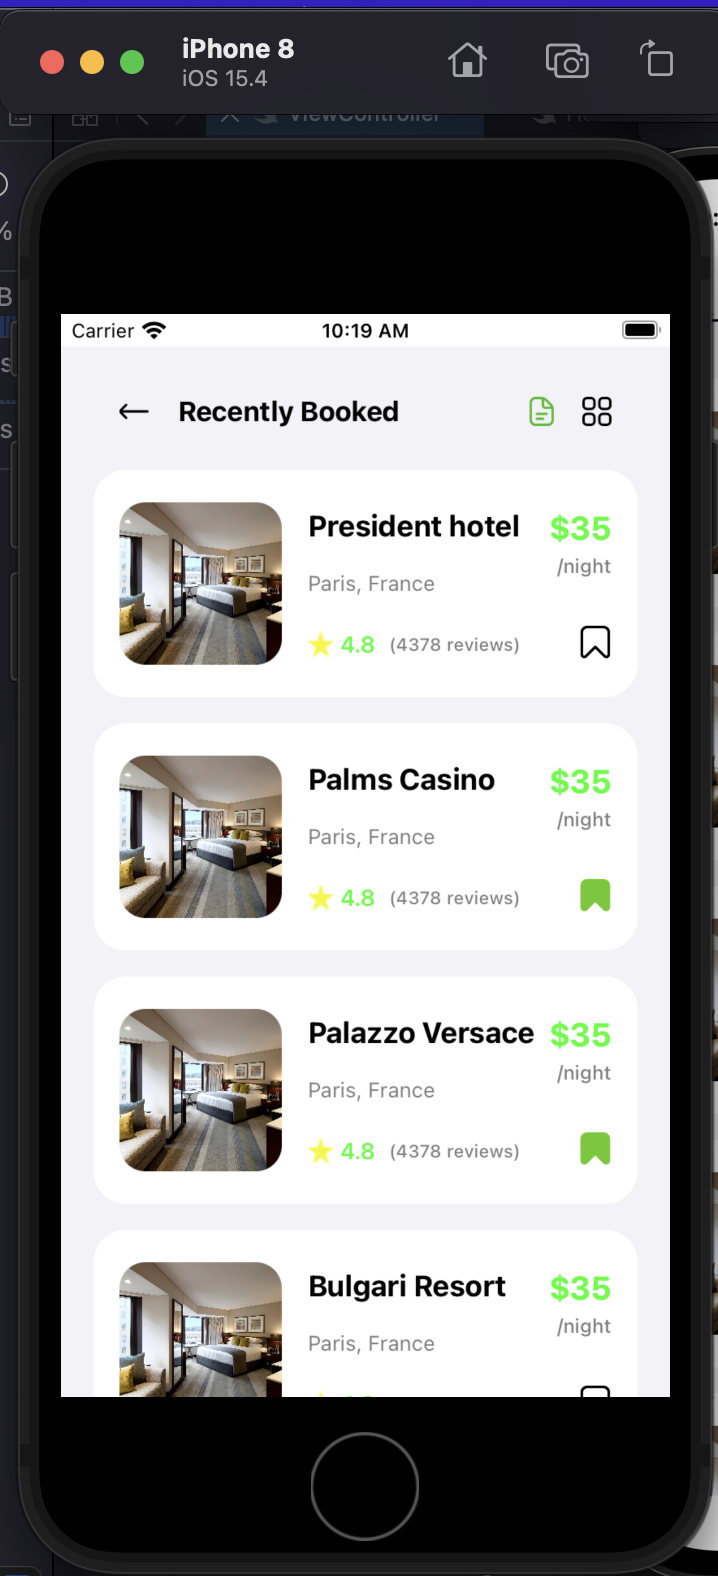 iPhone 8
iOS 15.4
ViewController
Carrier 10:19 AM
Recently Booked
President hotel $35
/night
Paris, France
4.8 (4378 reviews)
Palms Casino $35
/night
Paris, France
4.8 (4378 reviews)
Palazzo Versace $35
/night
Paris, France
4.8 (4378 reviews)
Bulgari Resort $35
/night
Paris, France